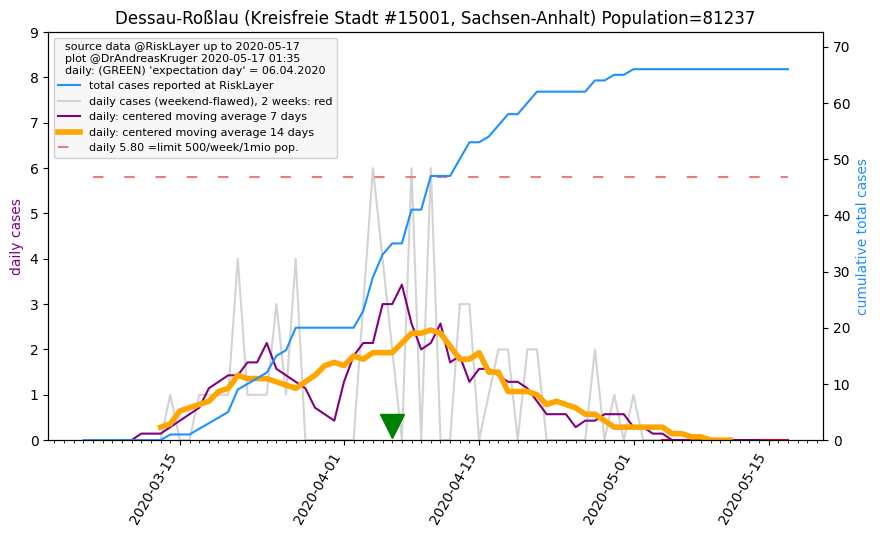 Dessau-Roßlau (Kreisfreie Stadt #15001, Sachsen-Anhalt) Population=81237
source data @RiskLayer up to 2020-05-17
plot @DrAndreasKruger 2020-05-17 01:35
daily: (GREEN) 'expectation day' = 06.04.2020
total cases reported at RiskLayer
daily cases (weekend-flawed), 2 weeks: red
daily: centered moving average 7 days
daily: centered moving average 14 days
daily 5.80 =limit 500/week/1mio pop.
daily cases
9
8
7
6
5
4
3
2
1
0
cumulative total cases
70
60
50
40
30
20
10
0
2020-03-15
2020-04-01
2020-04-15
2020-05-01
2020-05-15